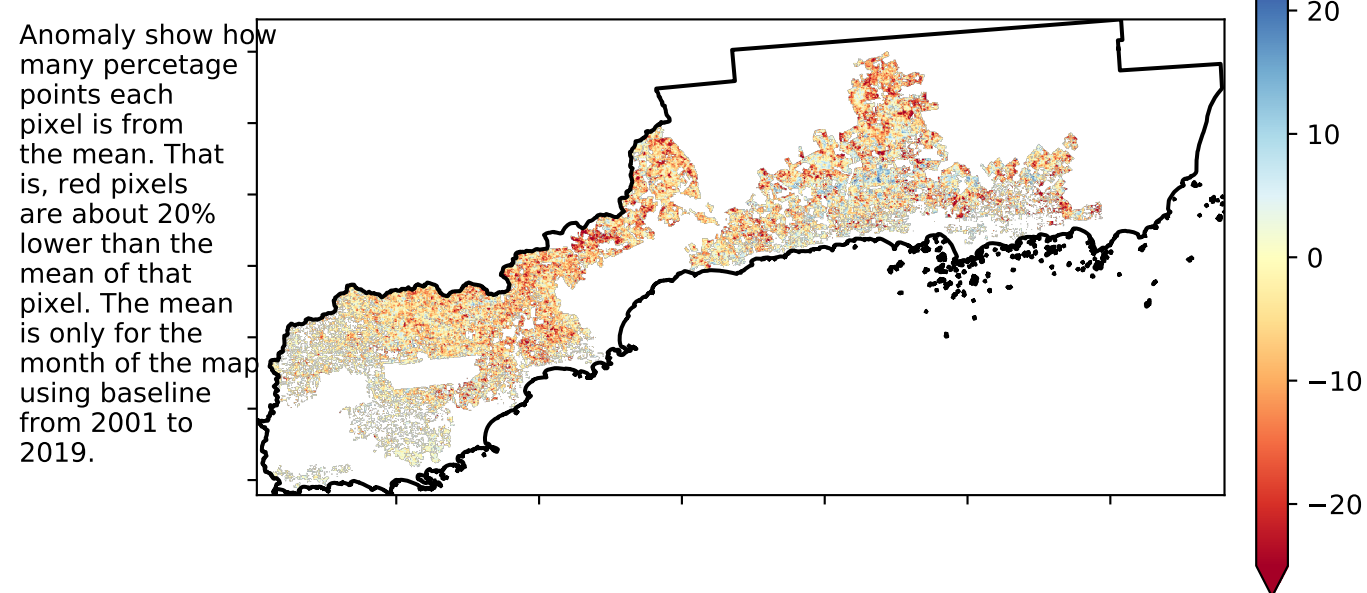 Anomaly show how
many percetage
points each
pixel is from
the mean. That
is, red pixels
are about 20%
lower than the
mean of that
pixel. The mean
is only for the
month of the map
using baseline
from 2001 to
2019.
20
10
0
−10
−20